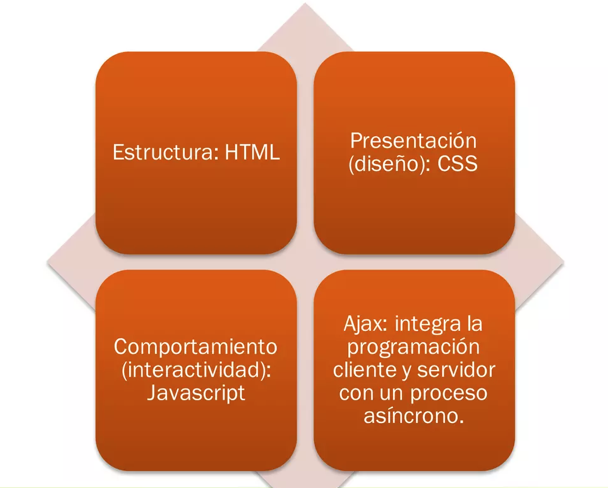 Estructura: HTML
Presentación
(diseño): CSS
Comportamiento
(interactividad):
Javascript
Ajax: integra la
programación
cliente y servidor
con un proceso
asíncrono.